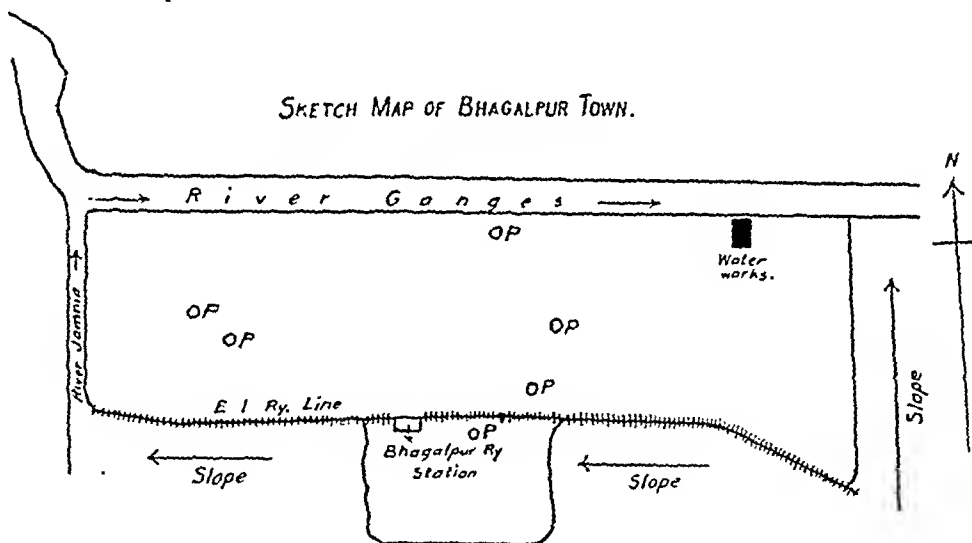 SKETCH MAP OF BHAGALPUR TOWN.
N
River Ganges
OP
Water
works.
River Jamnia
OP
OP
OP
Slope
OP
E I Ry. Line
OP
Bhagalpur Ry
Station
Slope
Slope